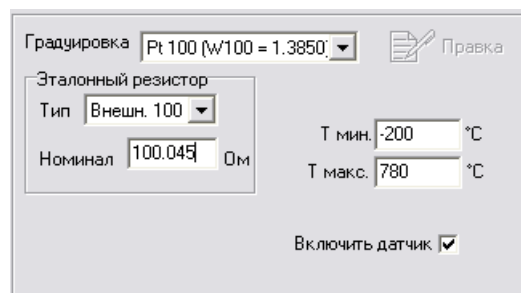 Градуировка Pt 100 (W100 = 1.3850) Правка
Эталонный резистор
Тип Внешн. 100
Номинал 100.045 Ом
Т мин. -200 °C
Т макс. 780 °C
Включить датчик